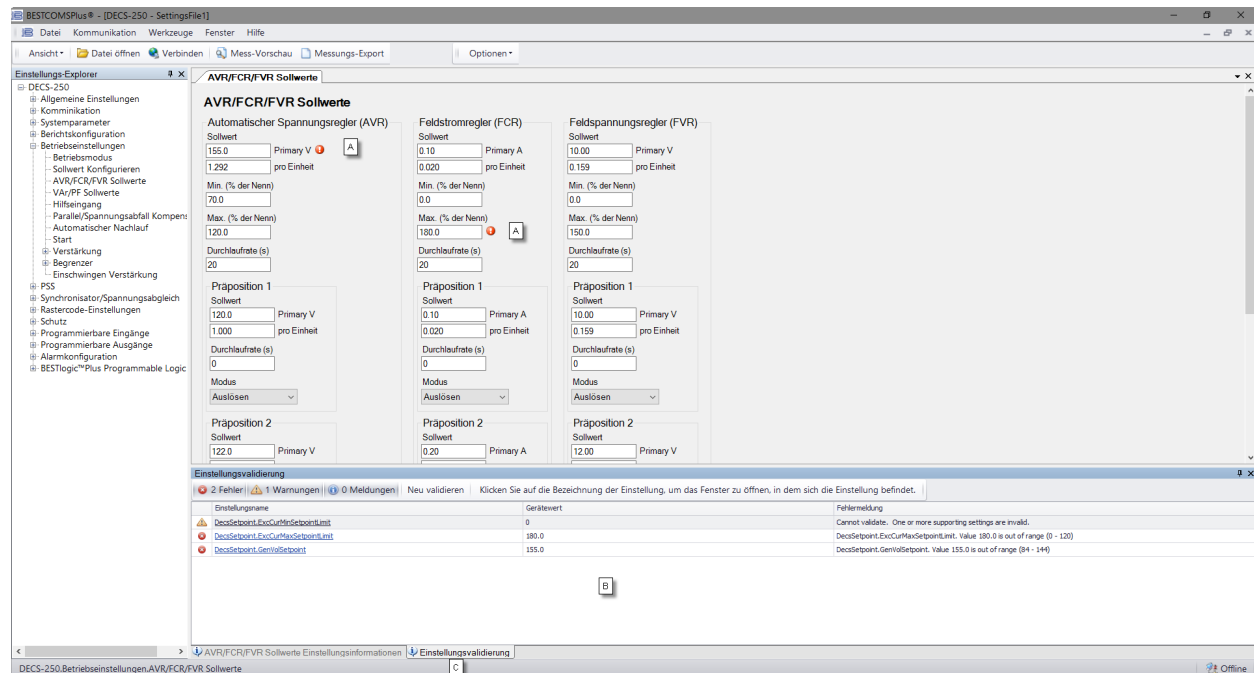 BESTCOMSPlus® - [DECS-250 - SettingsFile1]
Datei Kommunikation Werkzeuge Fenster Hilfe
Ansicht Datei öffnen Verbinden Mess-Vorschau Messungs-Export Optionen
Einstellungs-Explorer
DECS-250
Allgemeine Einstellungen
Komminikation
Systemparameter
Berichtskonfiguration
Betriebseinstellungen
Betriebsmodus
Sollwert Konfigurieren
AVR/FCR/FVR Sollwerte
VAr/PF Sollwerte
Hilfseingang
Parallel/Spannungsabfall Kompens
Automatischer Nachlauf
Start
Verstärkung
Begrenzer
Einschwingen Verstärkung
PSS
Synchronisator/Spannungsabgleich
Rastercode-Einstellungen
Schutz
Programmierbare Eingänge
Programmierbare Ausgänge
Alarmkonfiguration
BESTlogic™Plus Programmable Logic
AVR/FCR/FVR Sollwerte
AVR/FCR/FVR Sollwerte
Automatischer Spannungsregler (AVR)
Sollwert
155.0 Primary V A
1.292 pro Einheit
Min. (% der Nenn)
70.0
Max. (% der Nenn)
120.0
Durchlaufrate (s)
20
Präposition 1
Sollwert
120.0 Primary V
1.000 pro Einheit
Durchlaufrate (s)
0
Modus
Auslösen
Präposition 2
Sollwert
122.0 Primary V
Feldstromregler (FCR)
Sollwert
0.10 Primary A
0.020 pro Einheit
Min. (% der Nenn)
0.0
Max. (% der Nenn)
180.0 A
Durchlaufrate (s)
20
Präposition 1
Sollwert
0.10 Primary A
0.020 pro Einheit
Durchlaufrate (s)
0
Modus
Auslösen
Präposition 2
Sollwert
0.20 Primary A
Feldspannungsregler (FVR)
Sollwert
10.00 Primary V
0.159 pro Einheit
Min. (% der Nenn)
0.0
Max. (% der Nenn)
150.0
Durchlaufrate (s)
20
Präposition 1
Sollwert
10.00 Primary V
0.159 pro Einheit
Durchlaufrate (s)
0
Modus
Auslösen
Präposition 2
Sollwert
12.00 Primary V
Einstellungsvalidierung
2 Fehler 1 Warnungen 0 Meldungen Neu validieren Klicken Sie auf die Bezeichnung der Einstellung, um das Fenster zu öffnen, in dem sich die Einstellung befindet.
Einstellungsname Gerätewert Fehlermeldung
DecsSetpoint.ExcCurMinSetpointLimit 0 Cannot validate. One or more supporting settings are invalid.
DecsSetpoint.ExcCurMaxSetpointLimit 180.0 DecsSetpoint.ExcCurMaxSetpointLimit. Value 180.0 is out of range (0 - 120)
DecsSetpoint.GenVolSetpoint 155.0 DecsSetpoint.GenVolSetpoint. Value 155.0 is out of range (84 - 144)
B
AVR/FCR/FVR Sollwerte Einstellungsinformationen Einstellungsvalidierung
DECS-250.Betriebseinstellungen.AVR/FCR/FVR Sollwerte C Offline